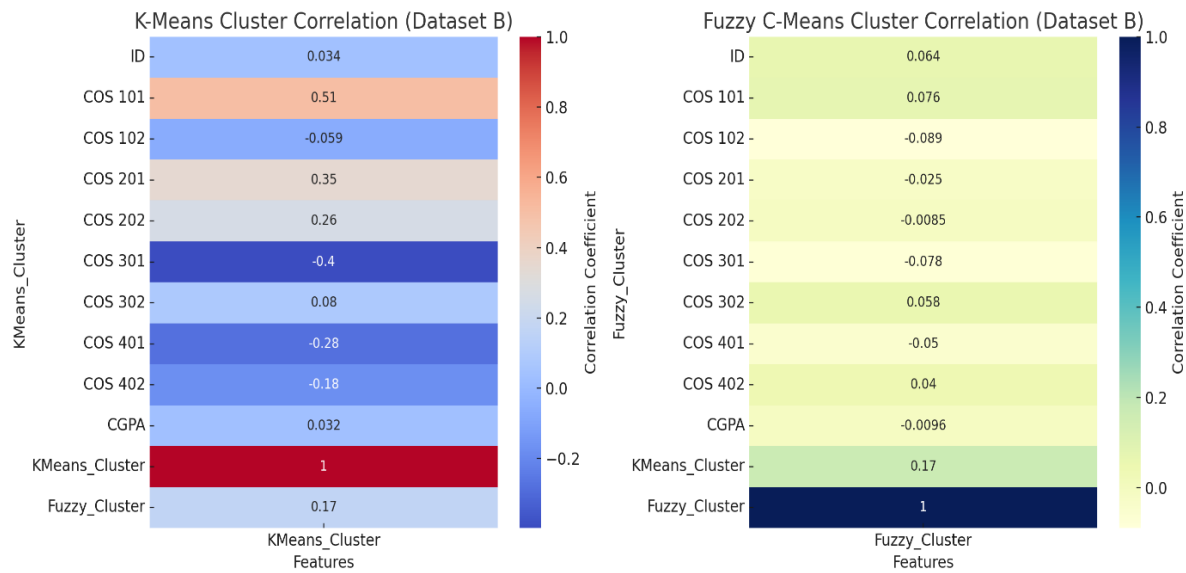 K-Means Cluster Correlation (Dataset B)
KMeans_Cluster
ID
0.034
COS 101
0.51
COS 102
-0.059
COS 201
0.35
COS 202
0.26
COS 301
-0.4
COS 302
0.08
COS 401
-0.28
COS 402
-0.18
CGPA
0.032
KMeans_Cluster
1
Fuzzy_Cluster
0.17
KMeans_Cluster
Features
1.0
0.8
0.6
0.4
0.2
0.0
−0.2
Correlation Coefficient
Fuzzy C-Means Cluster Correlation (Dataset B)
Fuzzy_Cluster
ID
0.064
COS 101
0.076
COS 102
-0.089
COS 201
-0.025
COS 202
-0.0085
COS 301
-0.078
COS 302
0.058
COS 401
-0.05
COS 402
0.04
CGPA
-0.0096
KMeans_Cluster
0.17
Fuzzy_Cluster
1
Fuzzy_Cluster
Features
1.0
0.8
0.6
0.4
0.2
0.0
Correlation Coefficient